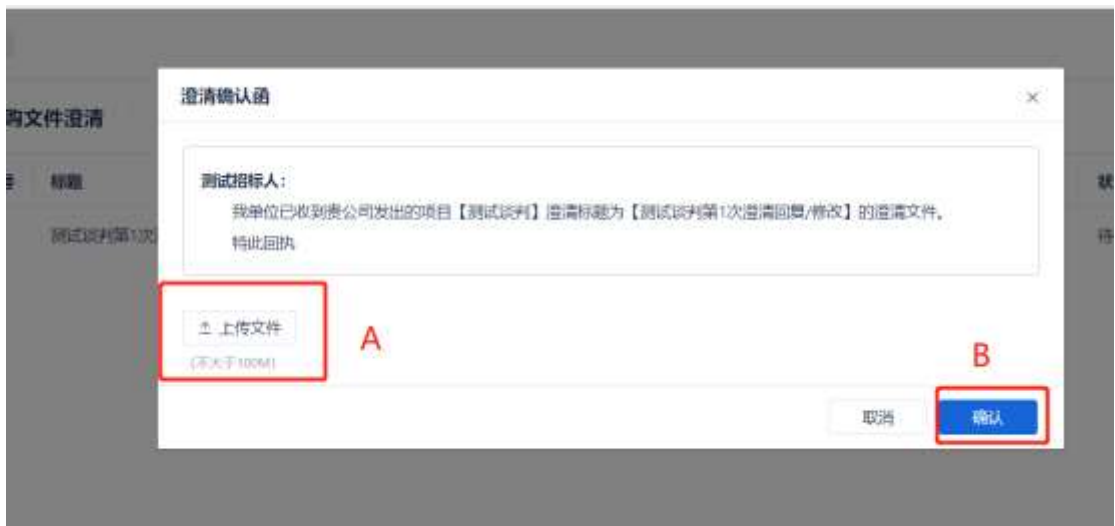 澄清确认函
×
购文件澄清
标题
状
测试招标人：
我单位已收到贵公司发出的项目【测试谈判】澄清标题为【测试谈判第1次澄清回复/修改】的澄清文件。
特此回执
测试谈判第1次
待
上传文件
A
(不大于100M)
B
取消
确认